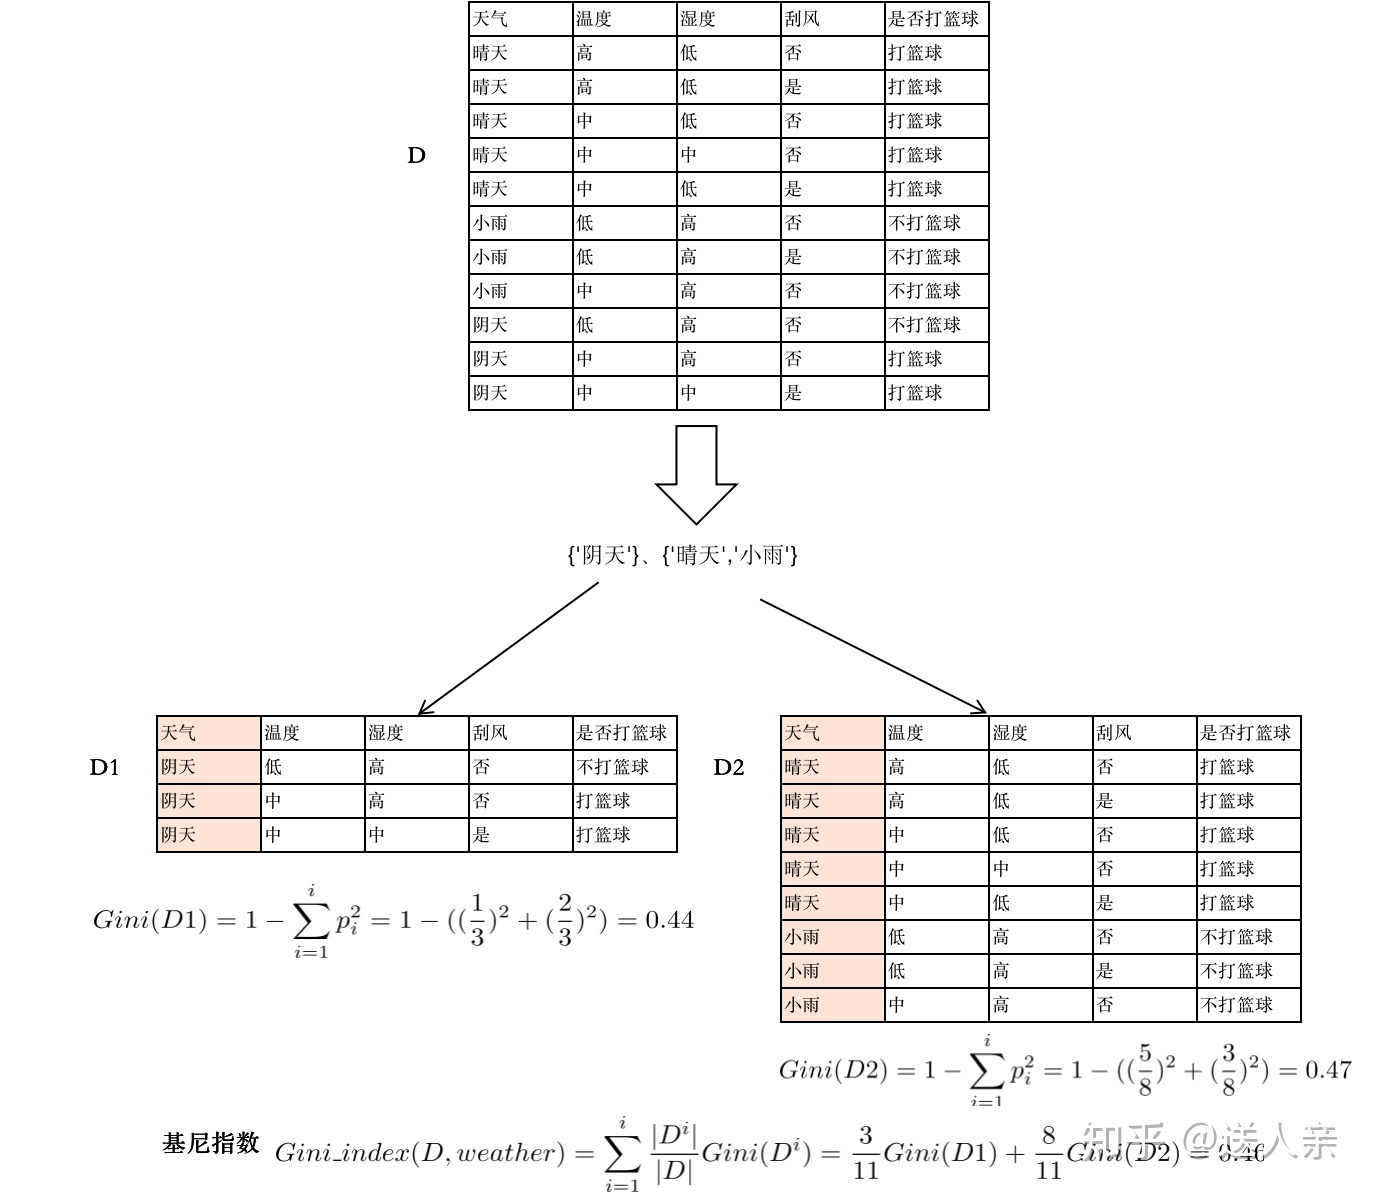 天气 温度 湿度 刮风 是否打篮球
晴天 高 低 否 打篮球
晴天 高 低 是 打篮球
晴天 中 低 否 打篮球
D
晴天 中 中 否 打篮球
晴天 中 低 是 打篮球
小雨 低 高 否 不打篮球
小雨 低 高 是 不打篮球
小雨 中 高 否 不打篮球
阴天 低 高 否 不打篮球
阴天 中 高 否 打篮球
阴天 中 中 是 打篮球
{'阴天'}、{'晴天','小雨'}
D1
天气 温度 湿度 刮风 是否打篮球
阴天 低 高 否 不打篮球
阴天 中 高 否 打篮球
阴天 中 中 是 打篮球
Gini(D1) = 1 − ∑_{i=1}^{i} p_i^2 = 1 − ((1/3)^2 + (2/3)^2) = 0.44
D2
天气 温度 湿度 刮风 是否打篮球
晴天 高 低 否 打篮球
晴天 高 低 是 打篮球
晴天 中 低 否 打篮球
晴天 中 中 否 打篮球
晴天 中 低 是 打篮球
小雨 低 高 否 不打篮球
小雨 低 高 是 不打篮球
小雨 中 高 否 不打篮球
Gini(D2) = 1 − ∑_{i=1}^{i} p_i^2 = 1 − ((5/8)^2 + (3/8)^2) = 0.47
基尼指数 Gini_index(D, weather) = ∑_{i=1}^{i} |D^i|/|D| Gini(D^i) = 3/11 Gini(D1) + 8/11 Gini(D2) = 0.46
知乎 @送人亲